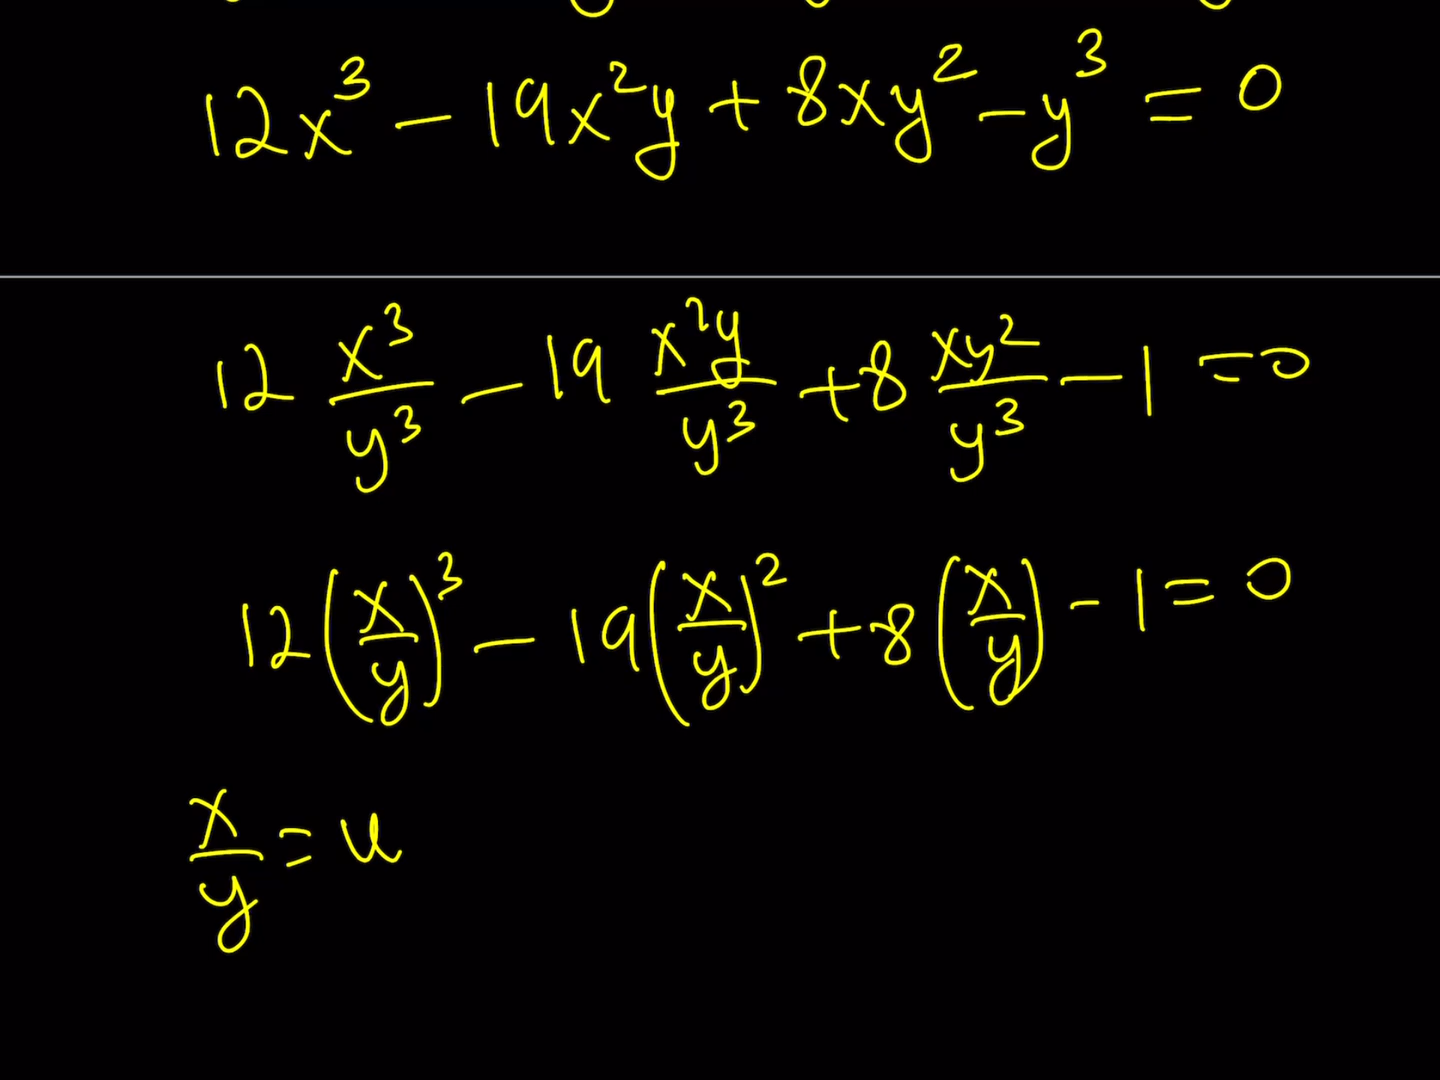 12x³ − 19x²y + 8xy² − y³ = 0
12 x³/y³ − 19 x²y/y³ + 8 xy²/y³ − 1 = 0
12(x/y)³ − 19(x/y)² + 8(x/y) − 1 = 0
x/y = u